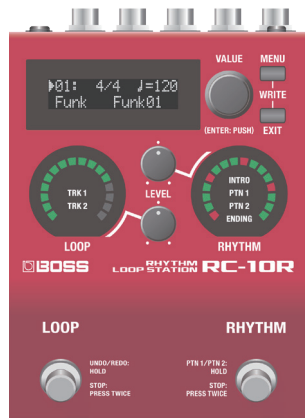 VALUE
MENU
01: 4/4 ♩=120
Funk Funk01
WRITE
(ENTER: PUSH)
EXIT
INTRO
TRK 1
PTN 1
TRK 2
LEVEL
PTN 2
ENDING
LOOP
RHYTHM
BOSS
RHYTHM
LOOP STATION
RC-10R
LOOP
RHYTHM
UNDO/REDO:
HOLD
STOP:
PRESS TWICE
PTN 1/PTN 2:
HOLD
STOP:
PRESS TWICE